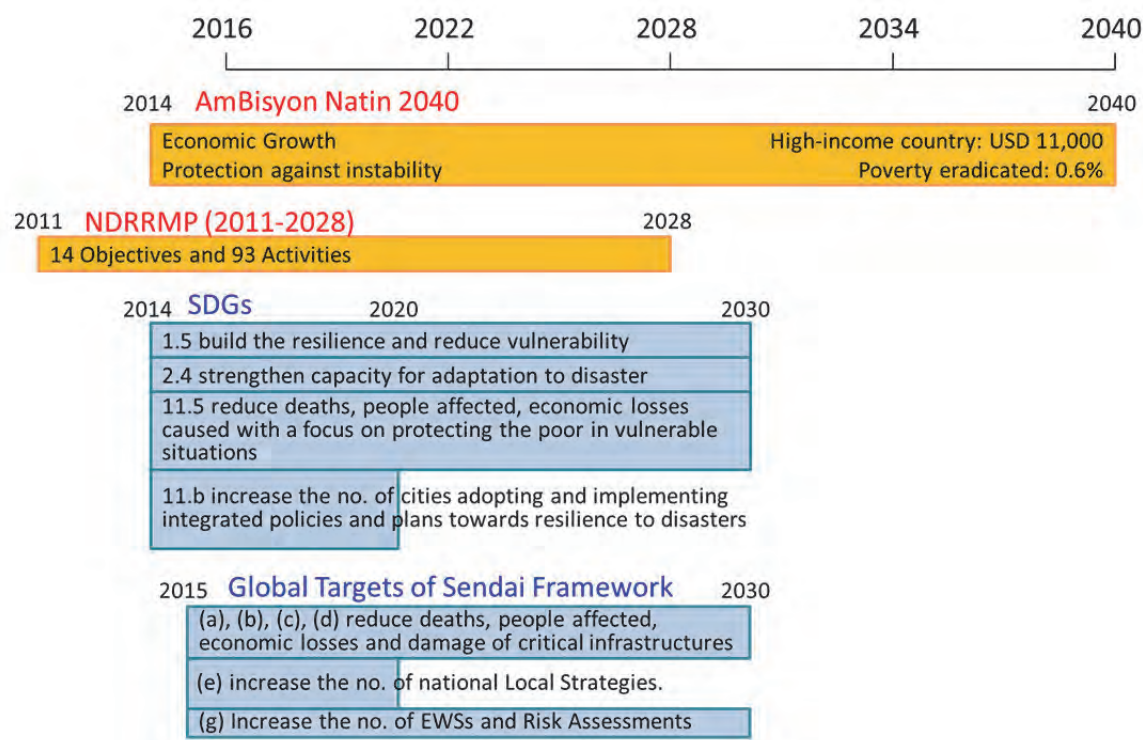 2016 2022 2028 2034 2040
2014 AmBisyon Natin 2040 2040
Economic Growth High-income country: USD 11,000
Protection against instability Poverty eradicated: 0.6%
2011 NDRRMP (2011-2028) 2028
14 Objectives and 93 Activities
2014 SDGs 2020 2030
1.5 build the resilience and reduce vulnerability
2.4 strengthen capacity for adaptation to disaster
11.5 reduce deaths, people affected, economic losses
caused with a focus on protecting the poor in vulnerable
situations
11.b increase the no. of cities adopting and implementing
integrated policies and plans towards resilience to disasters
2015 Global Targets of Sendai Framework 2030
(a), (b), (c), (d) reduce deaths, people affected,
economic losses and damage of critical infrastructures
(e) increase the no. of national Local Strategies.
(g) Increase the no. of EWSs and Risk Assessments